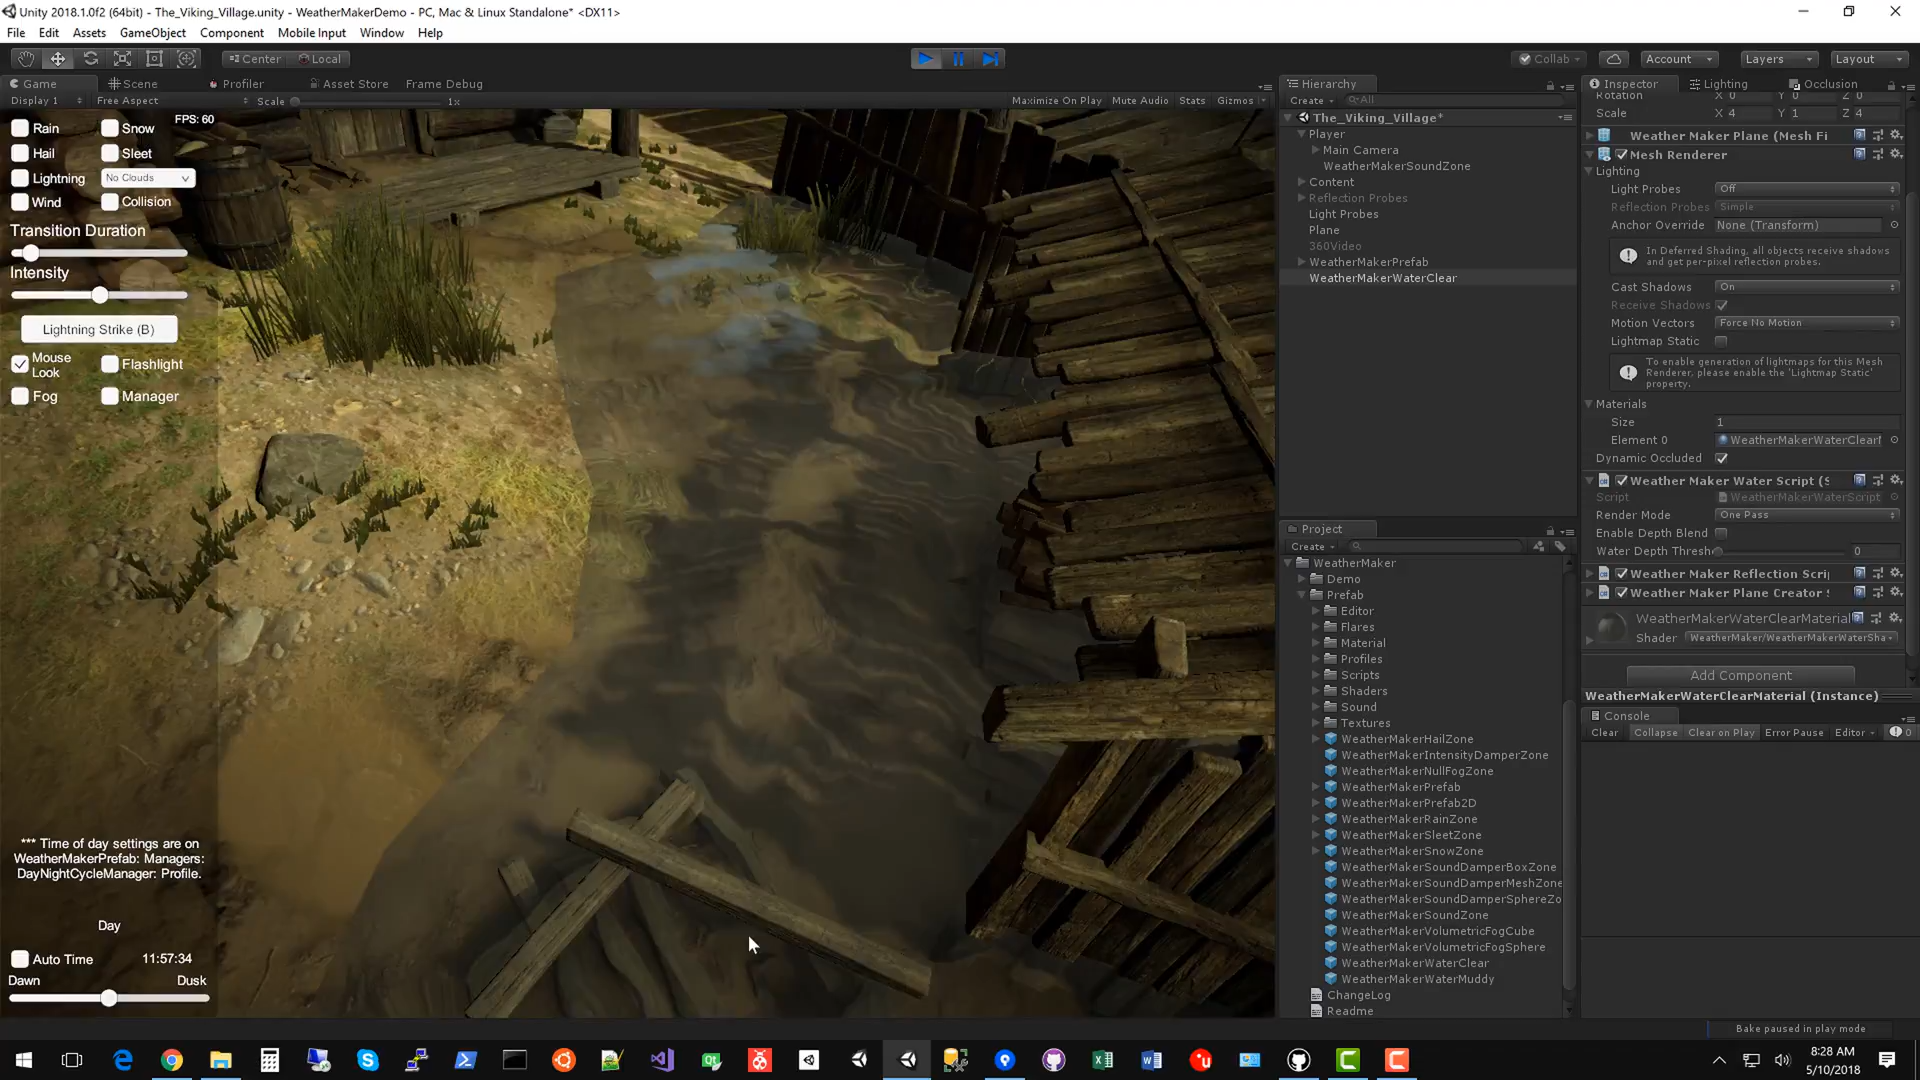 Unity 2018.1.0f2 (64bit) - The_Viking_Village.unity - WeatherMakerDemo - PC, Mac & Linux Standalone* <DX11>
File Edit Assets GameObject Component Mobile Input Window Help
Center Local
Collab Account Layers Layout
Game Scene Profiler Asset Store Frame Debug
Display 1 Free Aspect Scale 1x Maximize On Play Mute Audio Stats Gizmos
Rain Snow FPS: 60
Hail Sleet
Lightning No Clouds
Wind Collision
Transition Duration
Intensity
Lightning Strike (B)
Mouse Look Flashlight
Fog Manager
*** Time of day settings are on
WeatherMakerPrefab: Managers:
DayNightCycleManager: Profile.
Day
Auto Time 11:57:34
Dawn Dusk
Hierarchy
Create All
The_Viking_Village*
Player
Main Camera
WeatherMakerSoundZone
Content
Reflection Probes
Light Probes
Plane
360Video
WeatherMakerPrefab
WeatherMakerWaterClear
Project
Create
WeatherMaker
Demo
Prefab
Editor
Flares
Material
Profiles
Scripts
Shaders
Sound
Textures
WeatherMakerHailZone
WeatherMakerIntensityDamperZone
WeatherMakerNullFogZone
WeatherMakerPrefab
WeatherMakerPrefab2D
WeatherMakerRainZone
WeatherMakerSleetZone
WeatherMakerSnowZone
WeatherMakerSoundDamperBoxZone
WeatherMakerSoundDamperMeshZone
WeatherMakerSoundDamperSphereZo
WeatherMakerSoundZone
WeatherMakerVolumetricFogCube
WeatherMakerVolumetricFogSphere
WeatherMakerWaterClear
WeatherMakerWaterMuddy
ChangeLog
Readme
Inspector Lighting Occlusion
Rotation X 0 Y 0 Z 0
Scale X 4 Y 1 Z 4
Weather Maker Plane (Mesh Fi
Mesh Renderer
Lighting
Light Probes Off
Reflection Probes Simple
Anchor Override None (Transform)
In Deferred Shading, all objects receive shadows
and get per-pixel reflection probes.
Cast Shadows On
Receive Shadows
Motion Vectors Force No Motion
Lightmap Static
To enable generation of lightmaps for this Mesh
Renderer, please enable the 'Lightmap Static'
property.
Materials
Size 1
Element 0 WeatherMakerWaterClearM
Dynamic Occluded
Weather Maker Water Script (S
Script WeatherMakerWaterScript
Render Mode One Pass
Enable Depth Blend
Water Depth Thresho 0
Weather Maker Reflection Scri
Weather Maker Plane Creator S
WeatherMakerWaterClearMaterial
Shader WeatherMaker/WeatherMakerWaterSha
Add Component
WeatherMakerWaterClearMaterial (Instance)
Console
Clear Collapse Clear on Play Error Pause Editor 0
Bake paused in play mode
8:28 AM
5/10/2018